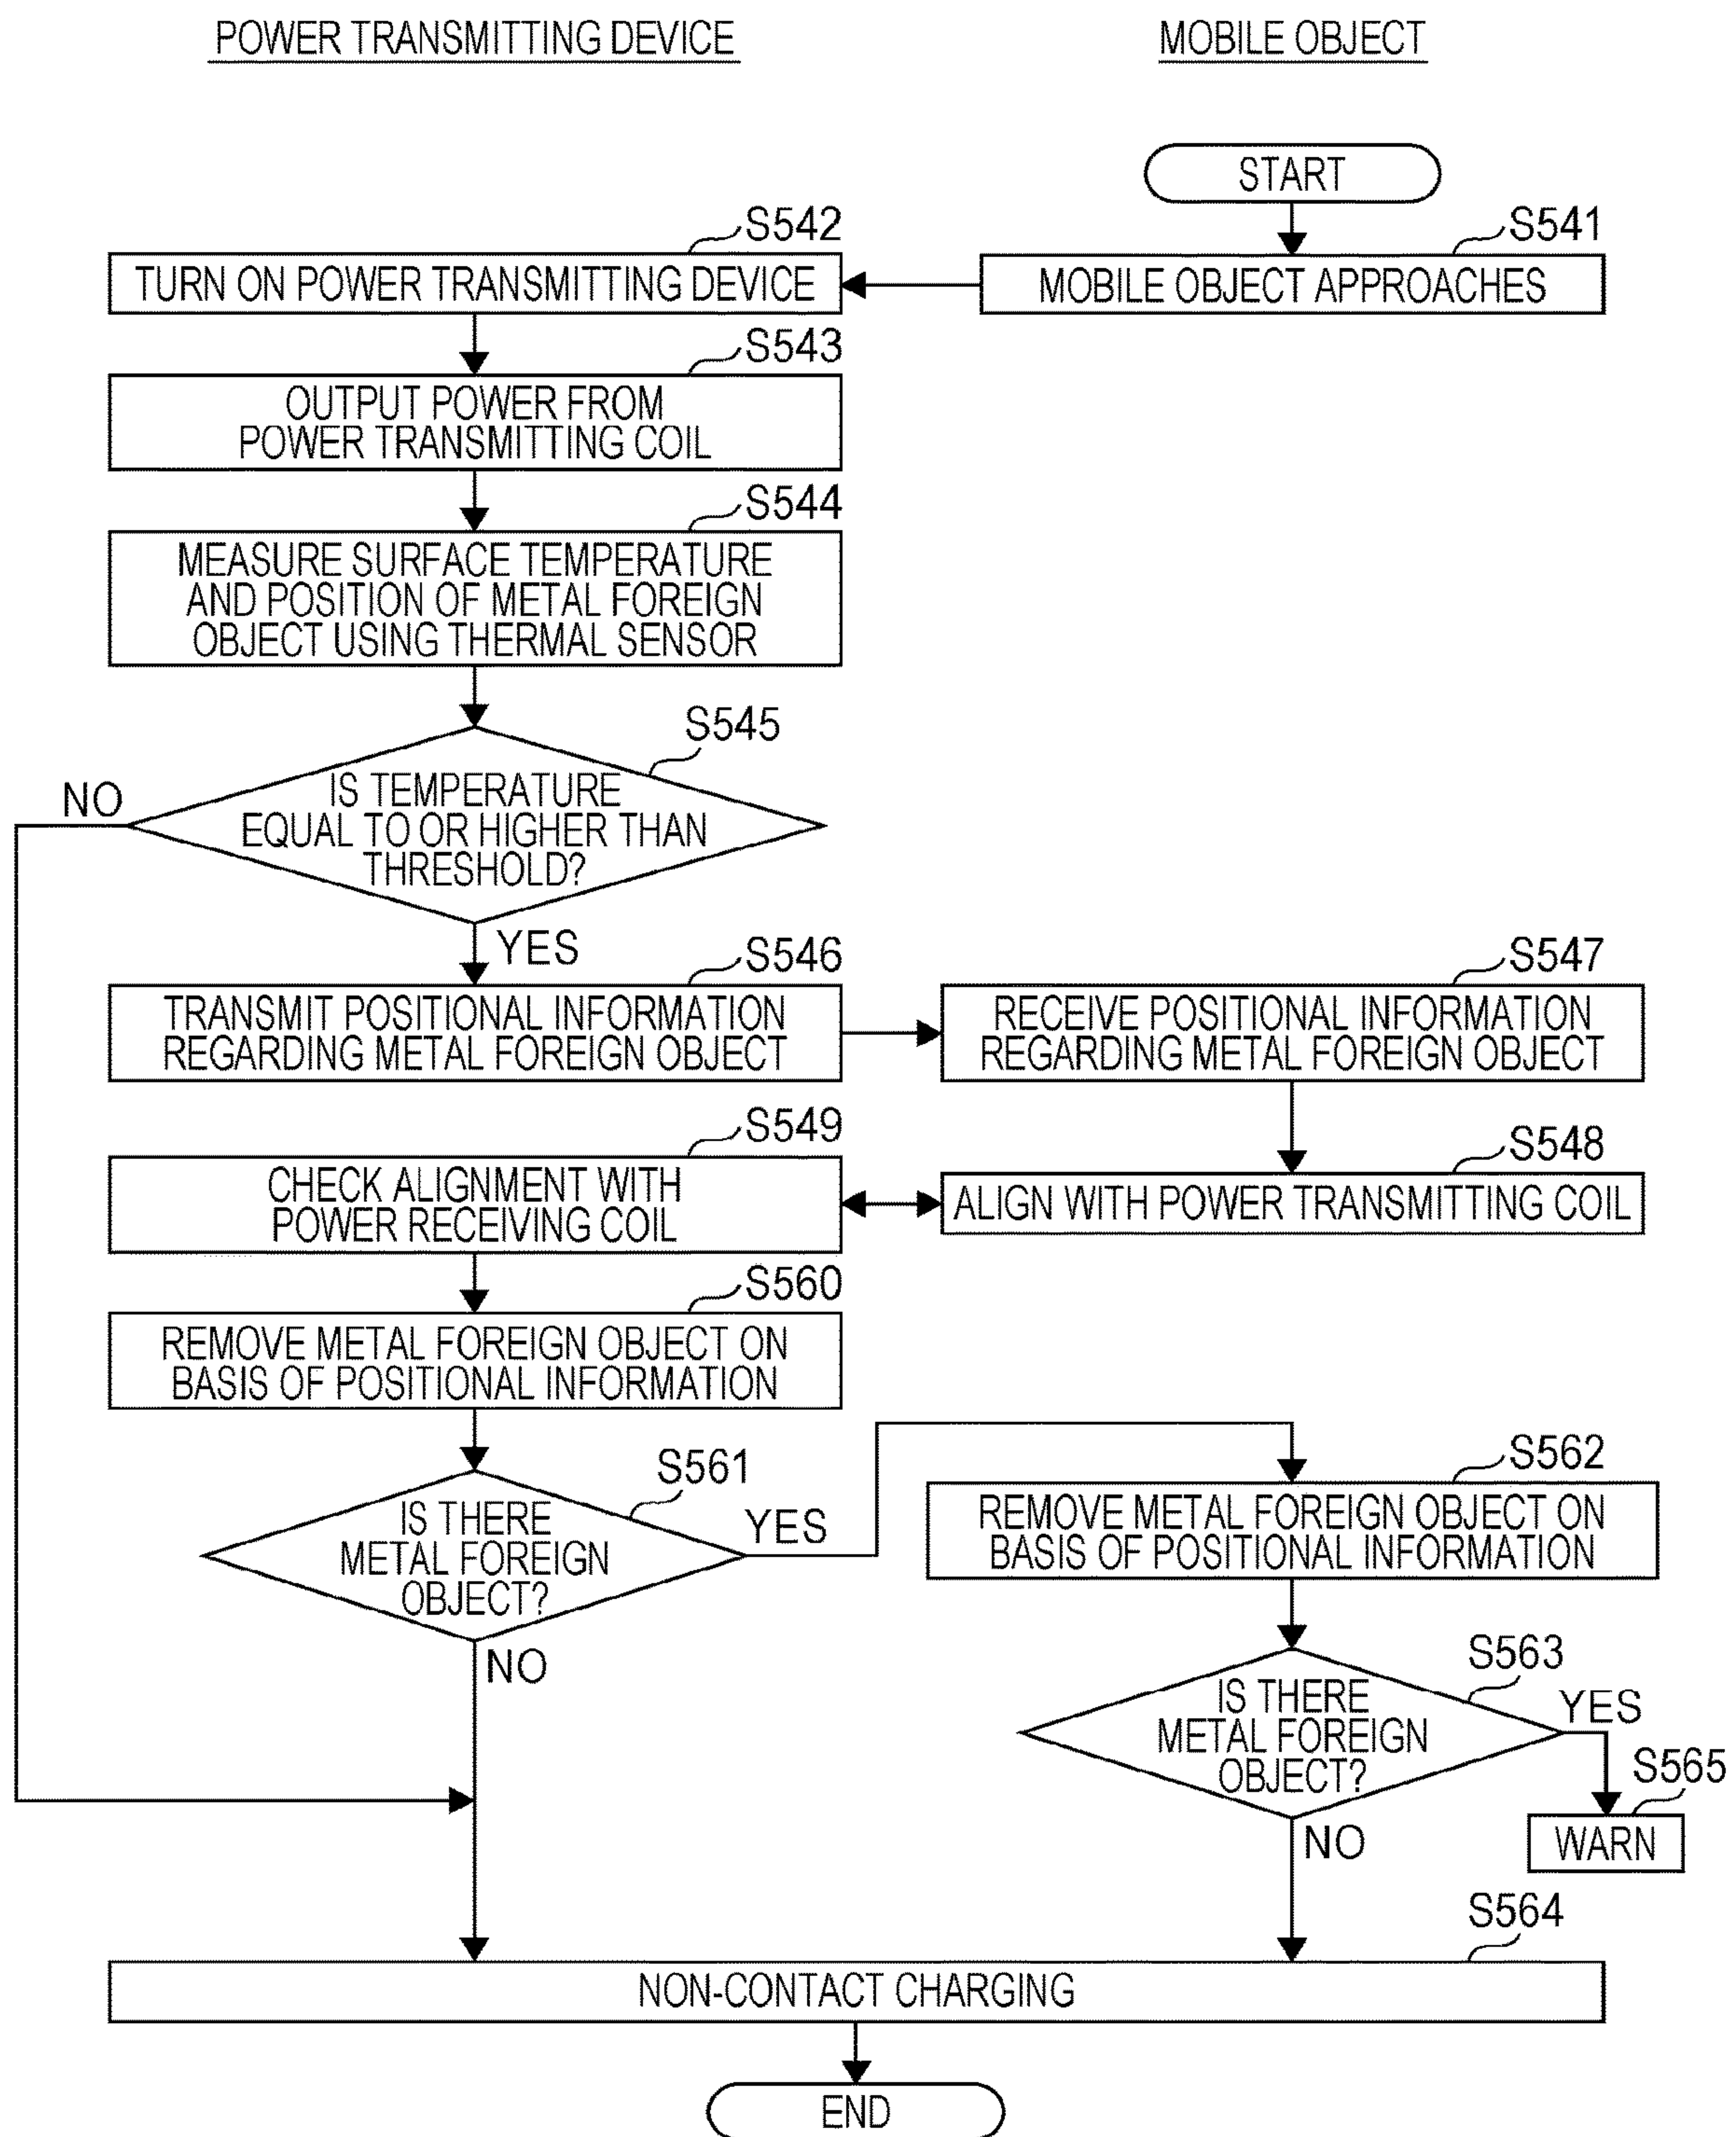 POWER TRANSMITTING DEVICE
MOBILE OBJECT
START
S541
MOBILE OBJECT APPROACHES
S542
TURN ON POWER TRANSMITTING DEVICE
S543
OUTPUT POWER FROM
POWER TRANSMITTING COIL
S544
MEASURE SURFACE TEMPERATURE
AND POSITION OF METAL FOREIGN
OBJECT USING THERMAL SENSOR
S545
IS TEMPERATURE
EQUAL TO OR HIGHER THAN
THRESHOLD?
NO
YES
S546
TRANSMIT POSITIONAL INFORMATION
REGARDING METAL FOREIGN OBJECT
S547
RECEIVE POSITIONAL INFORMATION
REGARDING METAL FOREIGN OBJECT
S548
ALIGN WITH POWER TRANSMITTING COIL
S549
CHECK ALIGNMENT WITH
POWER RECEIVING COIL
S560
REMOVE METAL FOREIGN OBJECT ON
BASIS OF POSITIONAL INFORMATION
S561
IS THERE
METAL FOREIGN
OBJECT?
YES
NO
S562
REMOVE METAL FOREIGN OBJECT ON
BASIS OF POSITIONAL INFORMATION
S563
IS THERE
METAL FOREIGN
OBJECT?
YES
S565
WARN
NO
S564
NON-CONTACT CHARGING
END